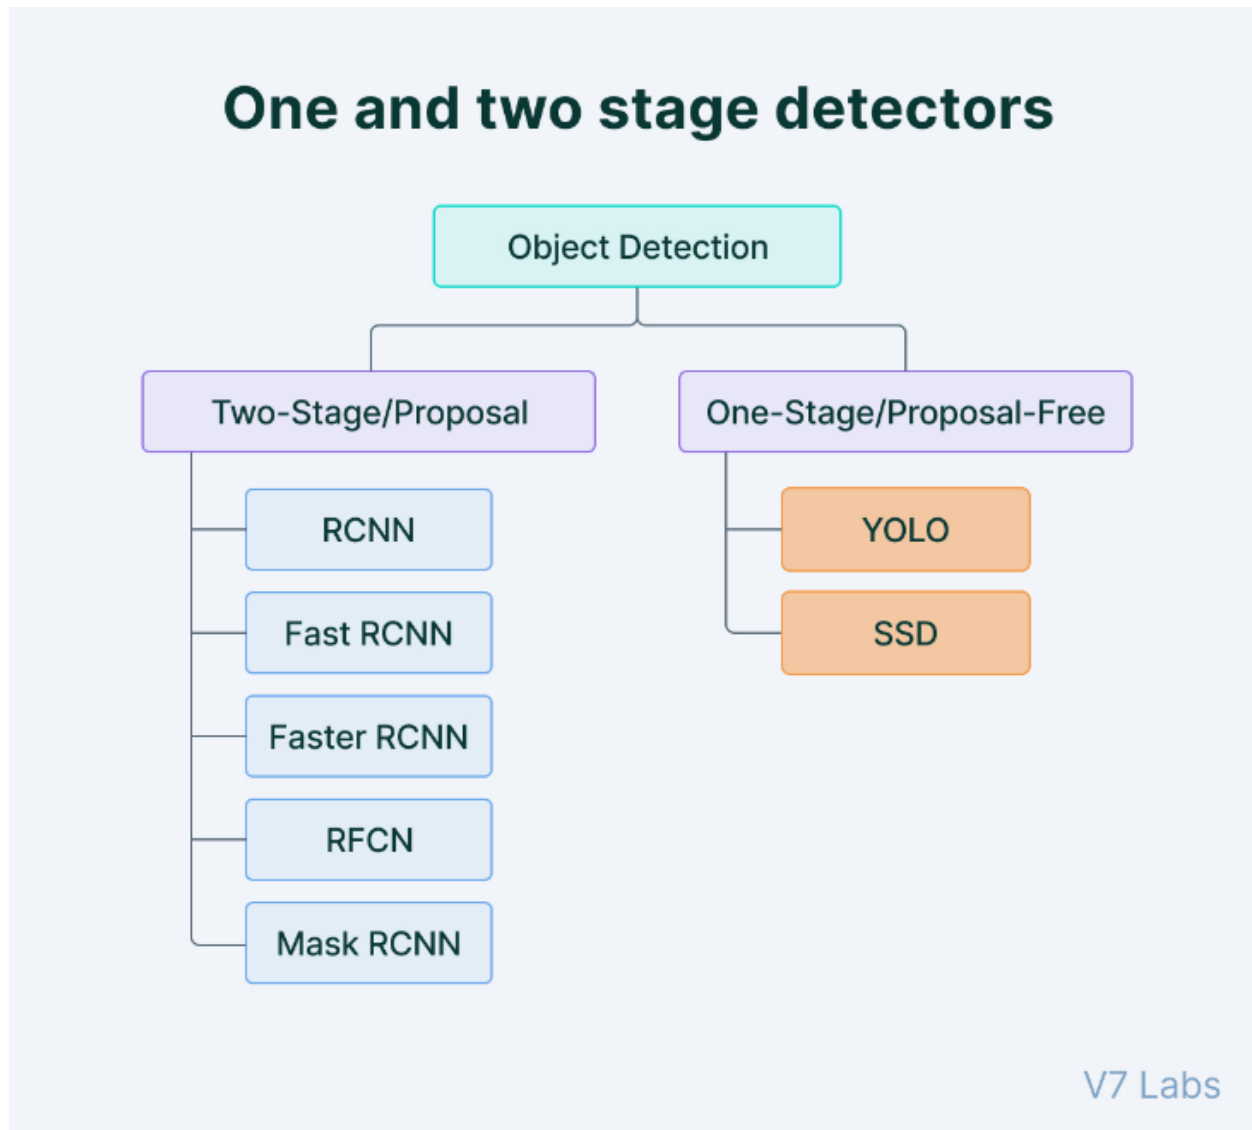 One and two stage detectors
Object Detection
Two-Stage/Proposal
One-Stage/Proposal-Free
RCNN
Fast RCNN
Faster RCNN
RFCN
Mask RCNN
YOLO
SSD
V7 Labs